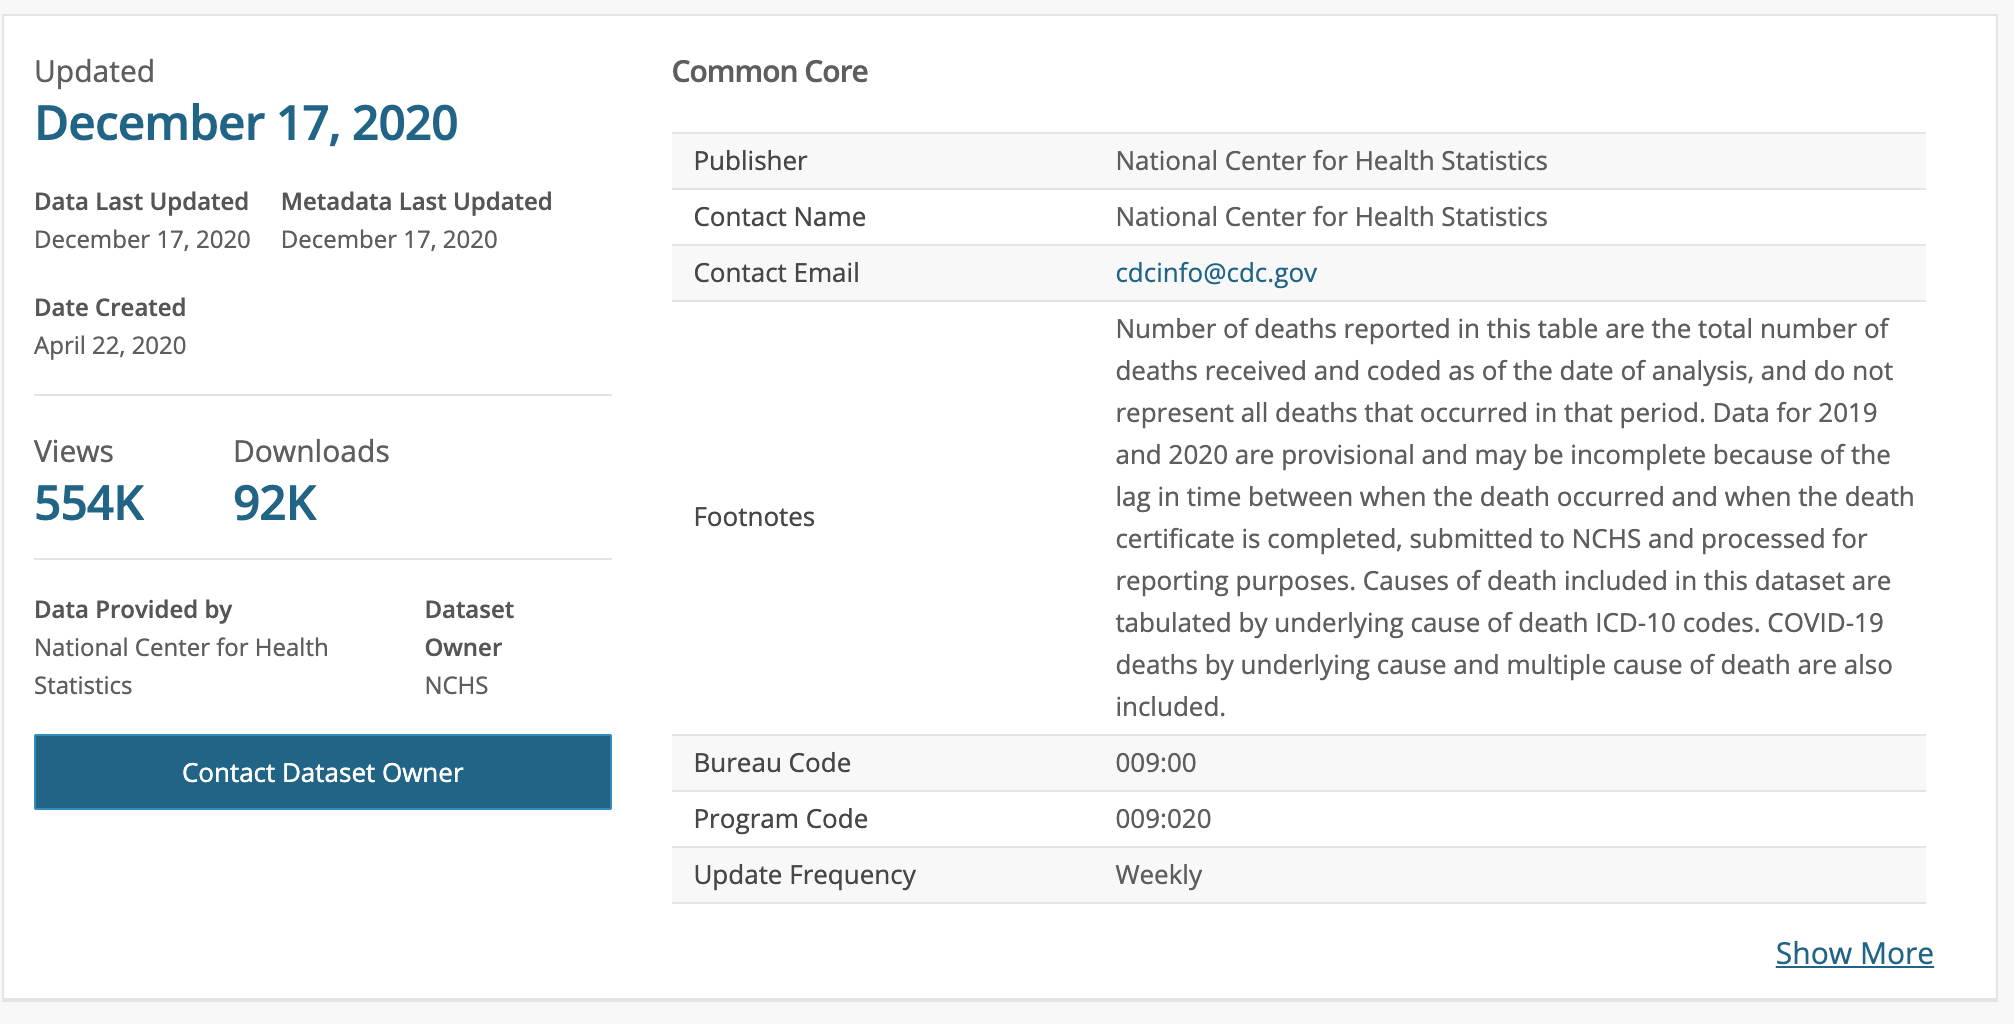 Updated
December 17, 2020
Data Last Updated
December 17, 2020
Metadata Last Updated
December 17, 2020
Date Created
April 22, 2020
Views
554K
Downloads
92K
Data Provided by
National Center for Health
Statistics
Dataset
Owner
NCHS
Contact Dataset Owner
Common Core
Publisher National Center for Health Statistics
Contact Name National Center for Health Statistics
Contact Email cdcinfo@cdc.gov
Footnotes
Number of deaths reported in this table are the total number of
deaths received and coded as of the date of analysis, and do not
represent all deaths that occurred in that period. Data for 2019
and 2020 are provisional and may be incomplete because of the
lag in time between when the death occurred and when the death
certificate is completed, submitted to NCHS and processed for
reporting purposes. Causes of death included in this dataset are
tabulated by underlying cause of death ICD-10 codes. COVID-19
deaths by underlying cause and multiple cause of death are also
included.
Bureau Code 009:00
Program Code 009:020
Update Frequency Weekly
Show More